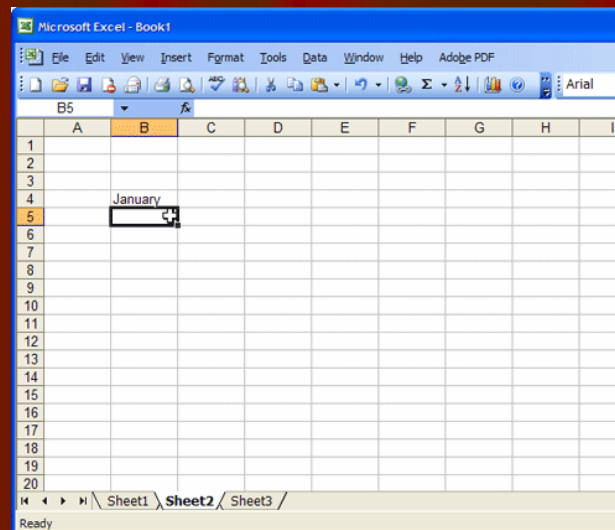 Microsoft Excel - Book1
File Edit View Insert Format Tools Data Window Help Adobe PDF
Σ Arial
B5 fx
A B C D E F G H I
1
2
3
4 January
5
6
7
8
9
10
11
12
13
14
15
16
17
18
19
20
Sheet1 Sheet2 Sheet3
Ready